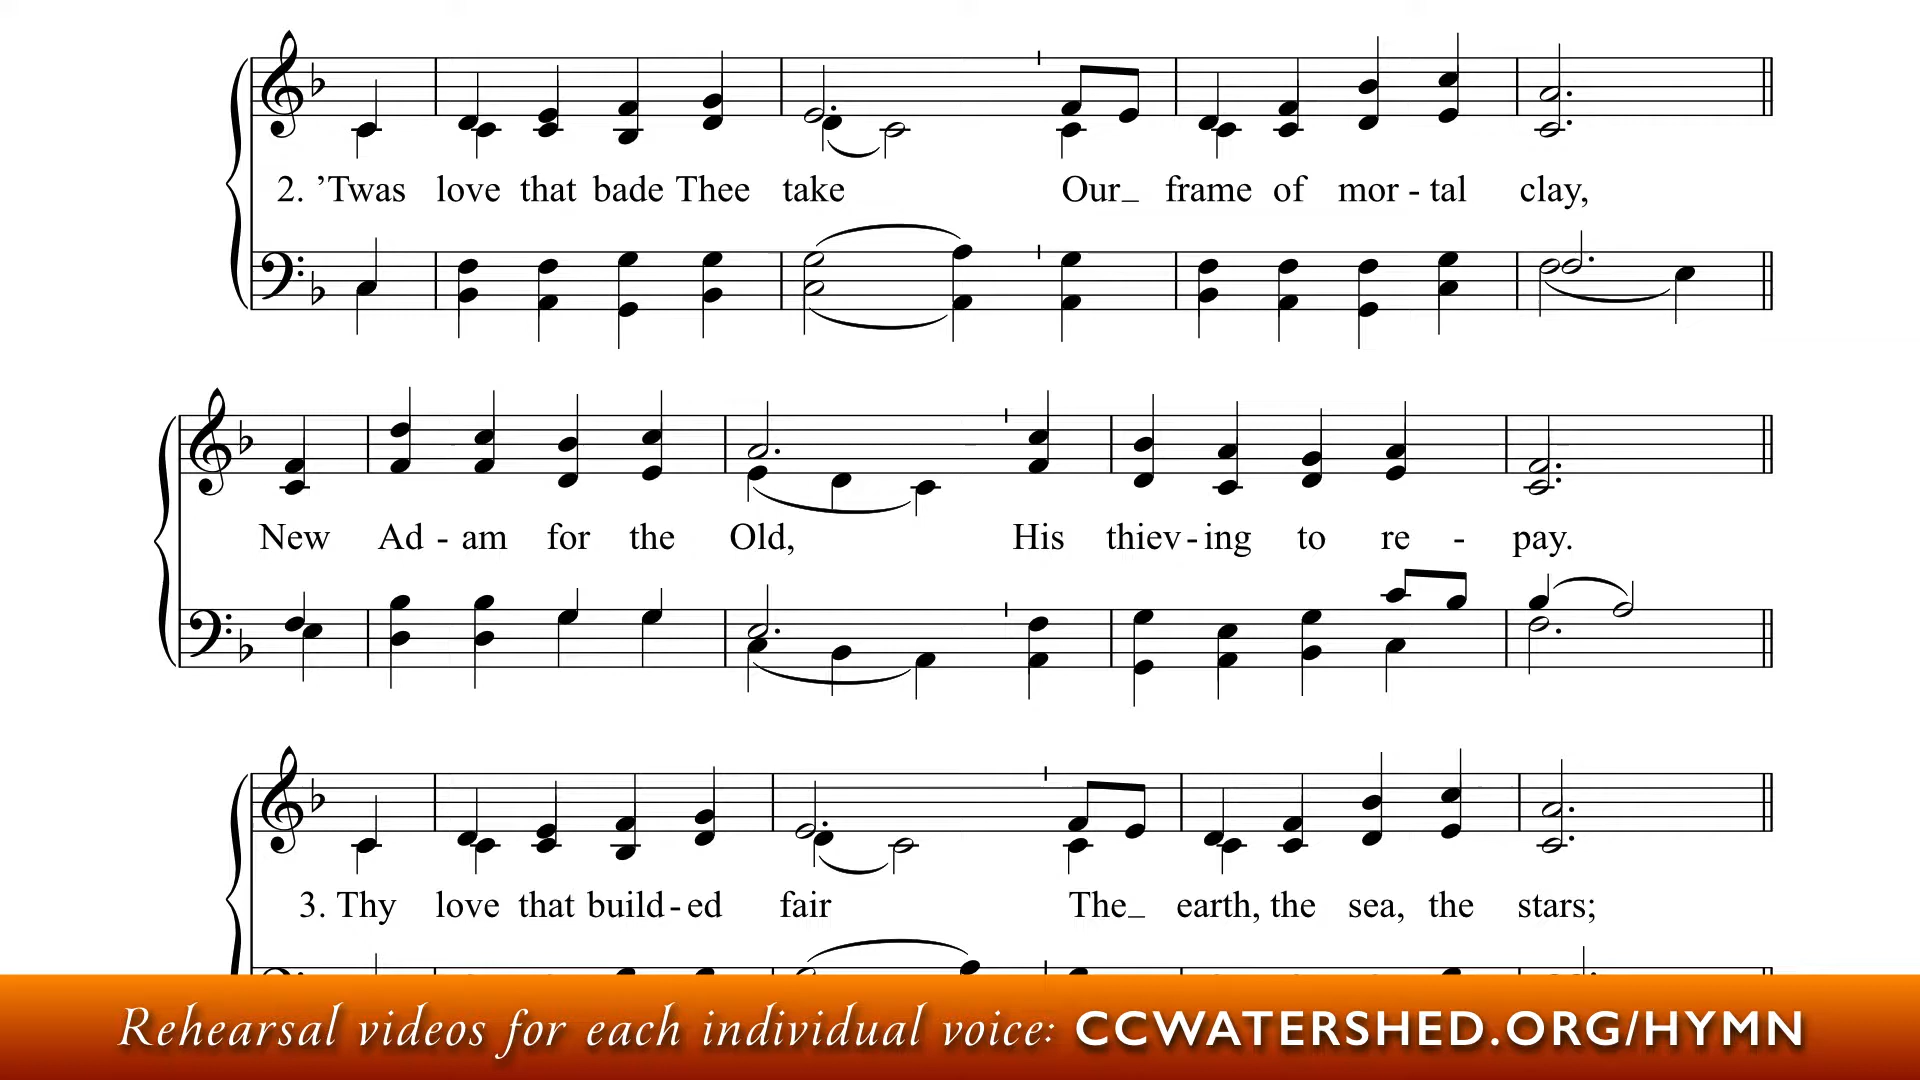 2. ’Twas love that bade Thee take Our_ frame of mor - tal clay,
New Ad - am for the Old, His thiev - ing to re - pay.
3. Thy love that build - ed fair The_ earth, the sea, the stars;
Rehearsal videos for each individual voice: CCWATERSHED.ORG/HYMN